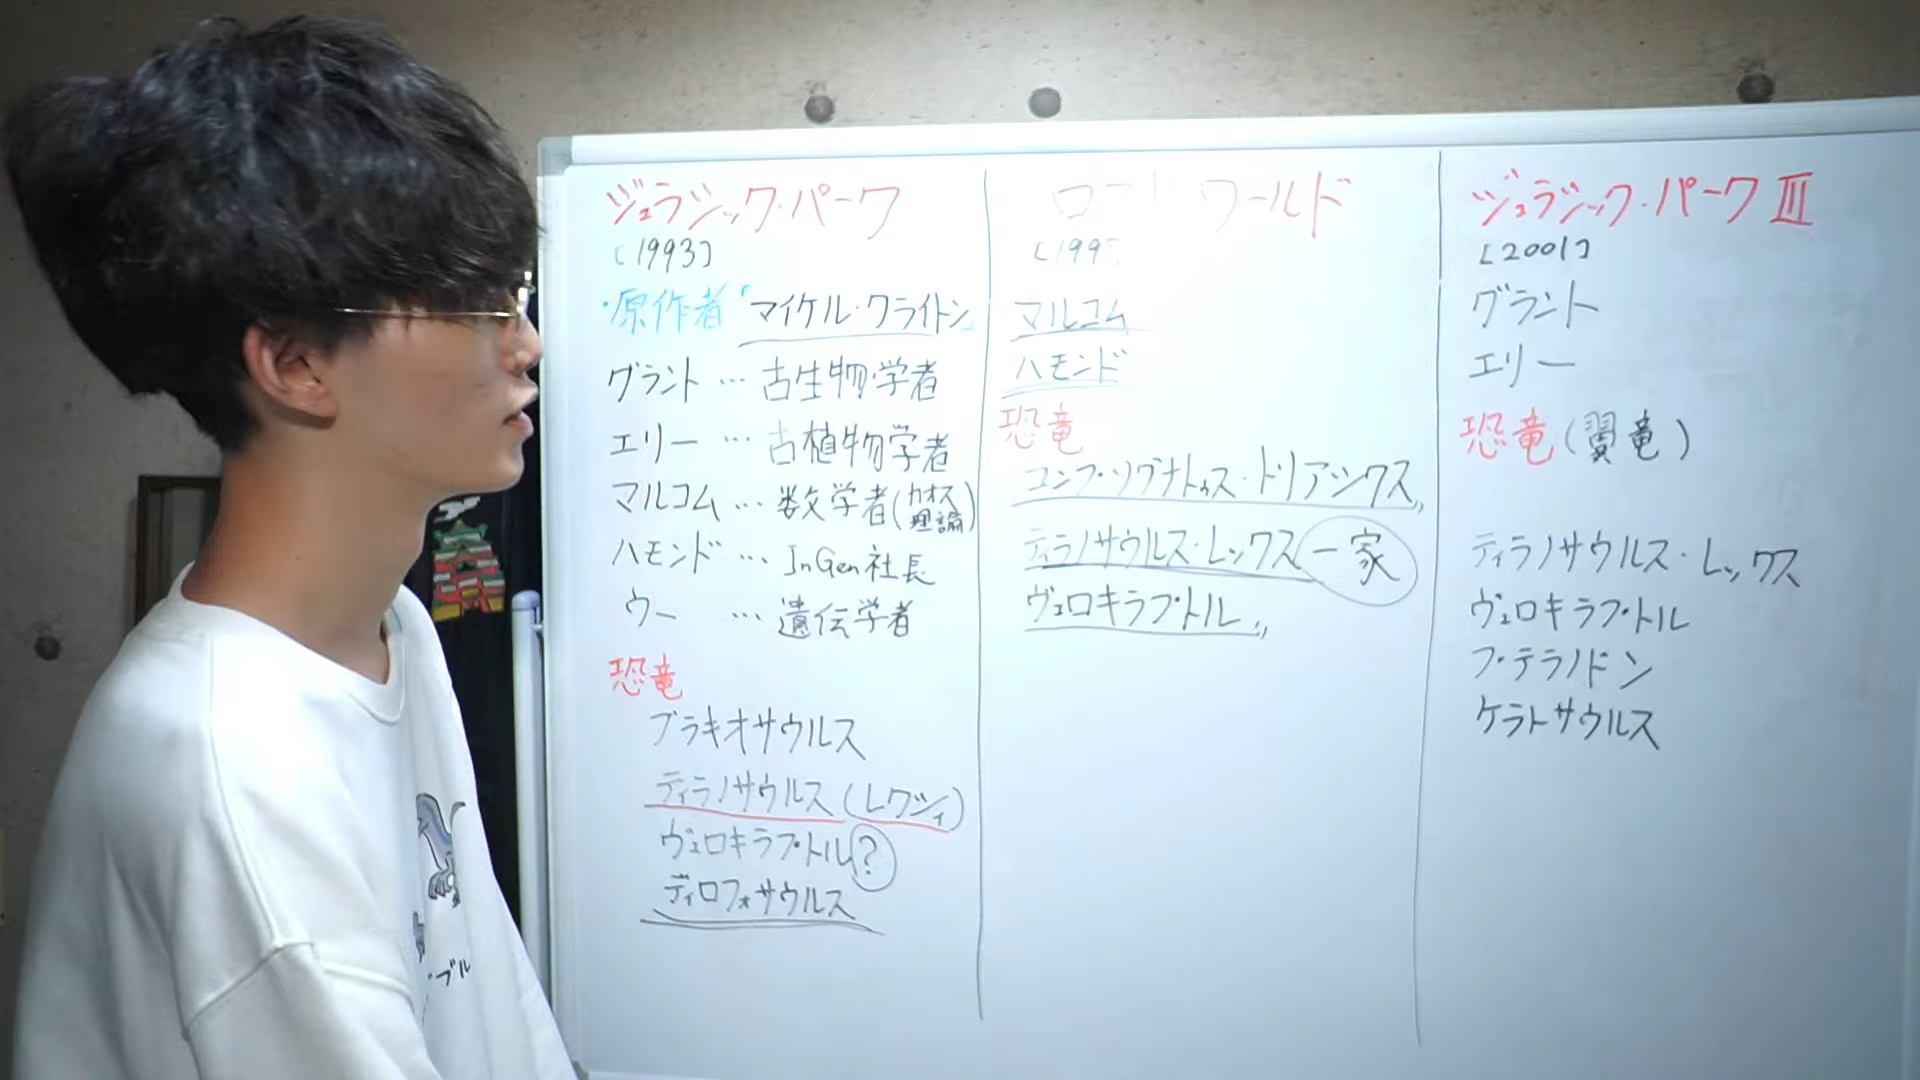 ジュラシック・パーク
[1993]
・原作者「マイケル・クライトン」
グラント … 古生物学者
エリー … 古植物学者
マルコム … 数学者(カオス理論)
ハモンド … InGen社長
ウー … 遺伝学者
恐竜
ブラキオサウルス
ティラノサウルス(レクシィ)
ヴェロキラプトル?
ディロフォサウルス
ワールド
[199
マルコム
ハモンド
恐竜
コンプソグナトゥス・トリアシクス
ティラノサウルス・レックス一家
ヴェロキラプトル
ジュラシック・パークⅢ
[2001]
グラント
エリー
恐竜(翼竜)
ティラノサウルス・レックス
ヴェロキラプトル
プテラノドン
ケラトサウルス
ブル